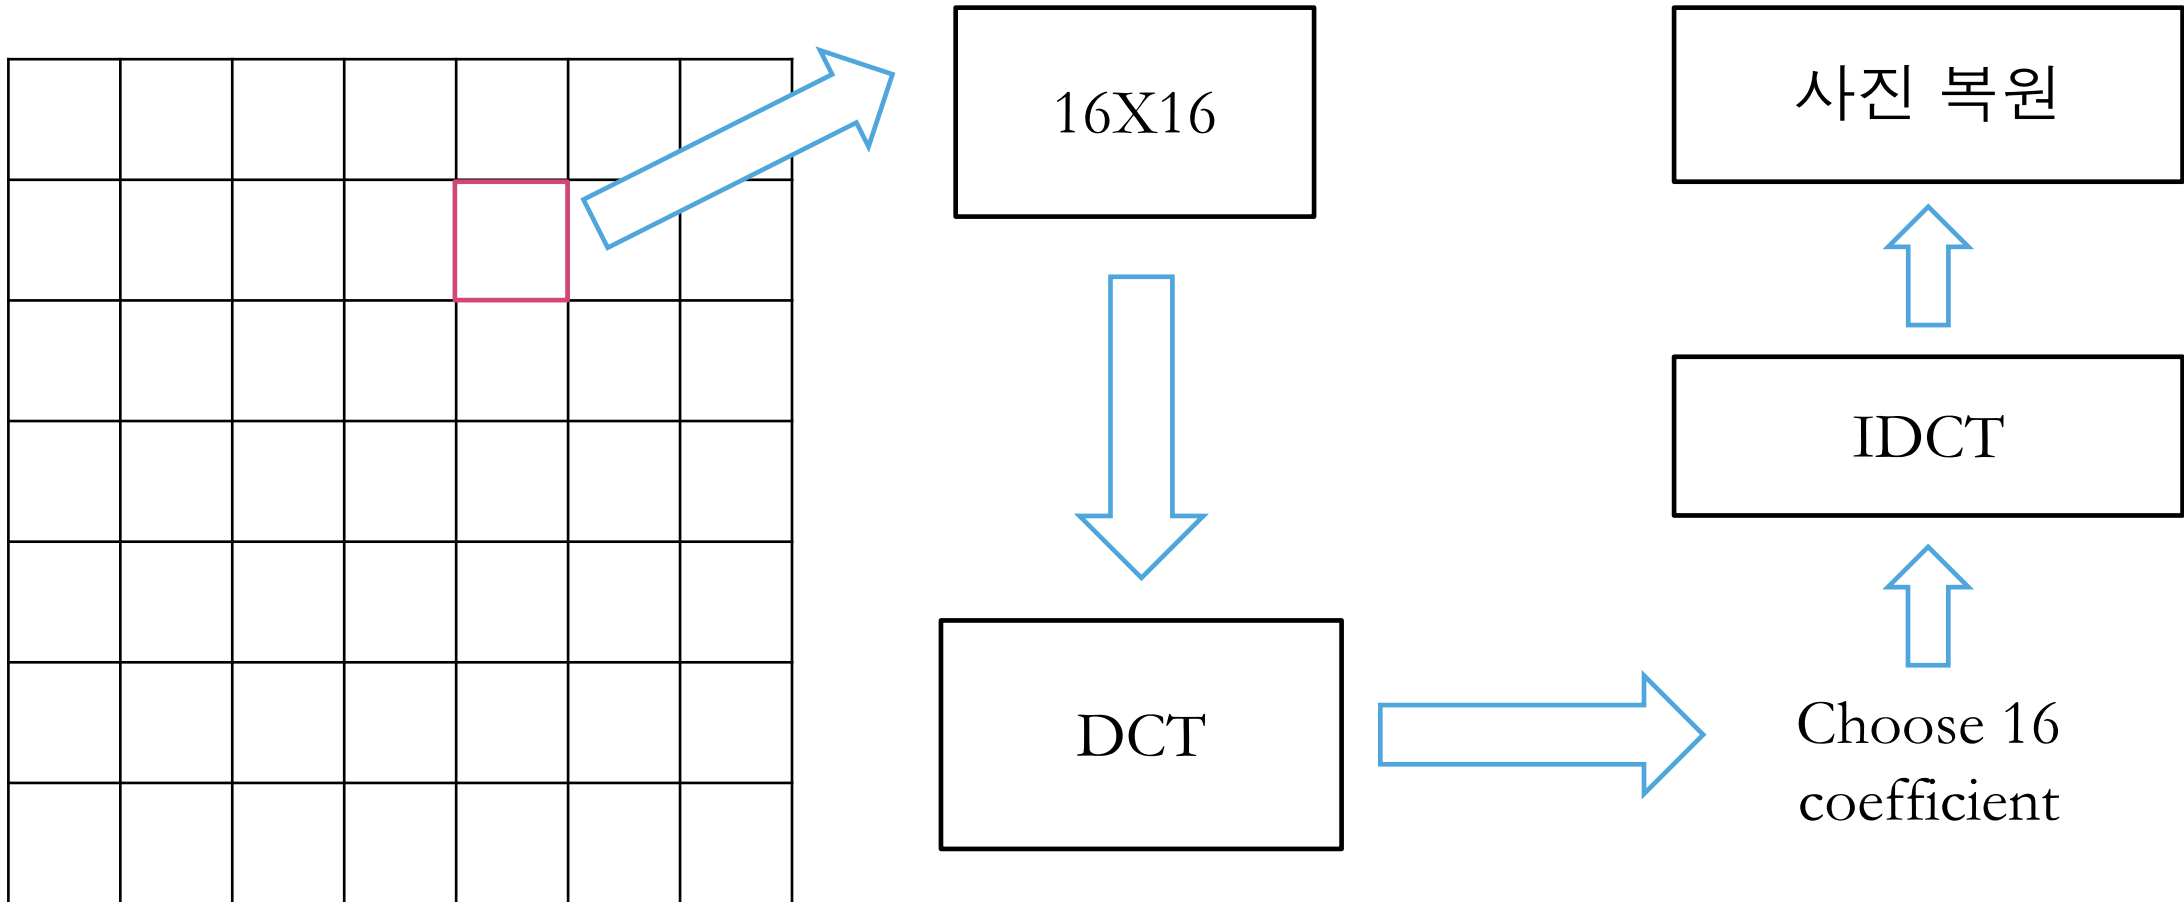 16X16
DCT
Choose 16
coefficient
IDCT
사진 복원